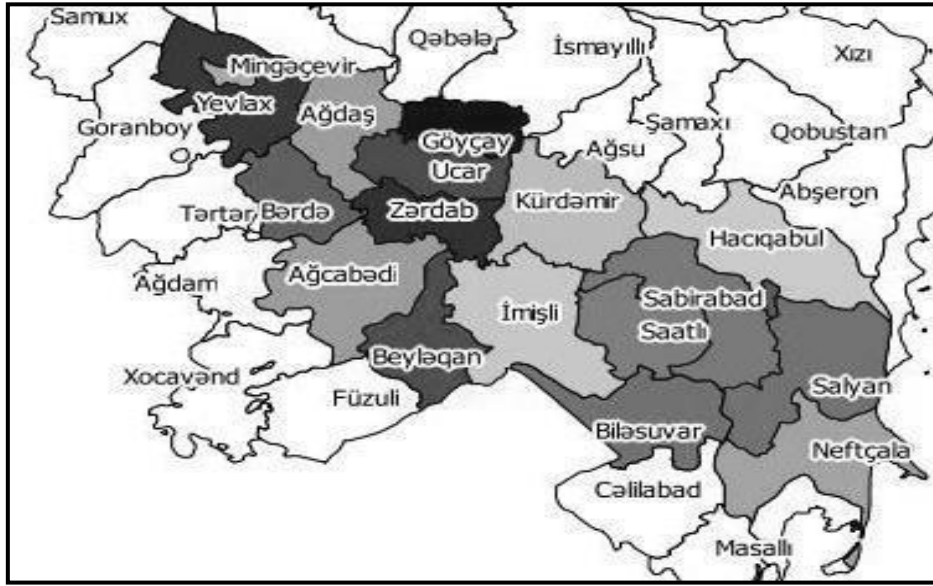 Samux
Qəbələ
İsmayıllı
Xızı
Mingəçevir
Yevlax
Ağdaş
Goranboy
Göyçay
Şamaxı
Qobustan
Ağsu
Ucar
Abşeron
Tərtər
Bərdə
Zərdab
Kürdəmir
Hacıqabul
Ağdam
Ağcabədi
İmişli
Sabirabad
Saatlı
Beyləqan
Xocavənd
Füzuli
Salyan
Biləsuvar
Neftçala
Cəlilabad
Masallı